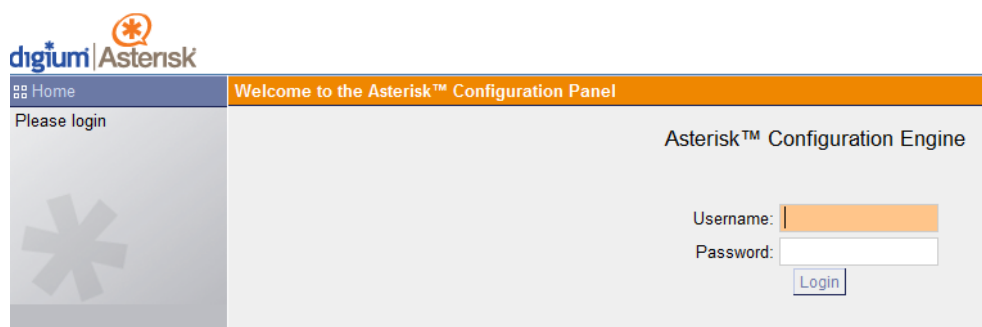 digium Asterisk
Home
Welcome to the Asterisk™ Configuration Panel
Please login
Asterisk™ Configuration Engine
Username:
Password:
Login